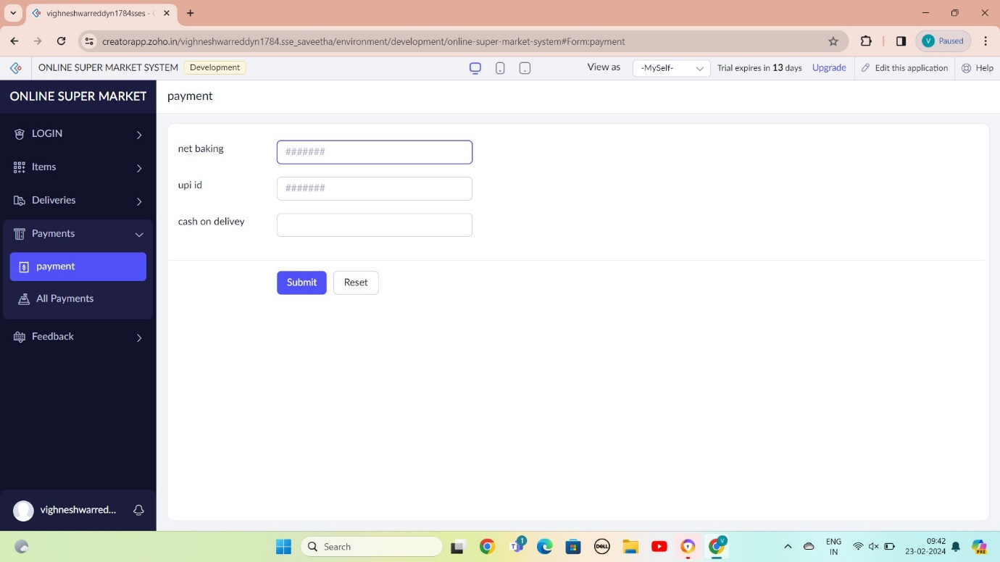 vighneshwarreddyn1784sses - C
creatorapp.zoho.in/vighneshwarreddyn1784.sse_saveetha/environment/development/online-super-market-system#Form:payment
V Paused
ONLINE SUPER MARKET SYSTEM Development View as -MySelf- Trial expires in 13 days Upgrade Edit this application Help
ONLINE SUPER MARKET
payment
LOGIN
Items
Deliveries
Payments
payment
All Payments
Feedback
vighneshwarred...
net baking #######
upi id #######
cash on delivey
Submit Reset
Search
1
DELL
V
ENG
IN
09:42
23-02-2024
PRE